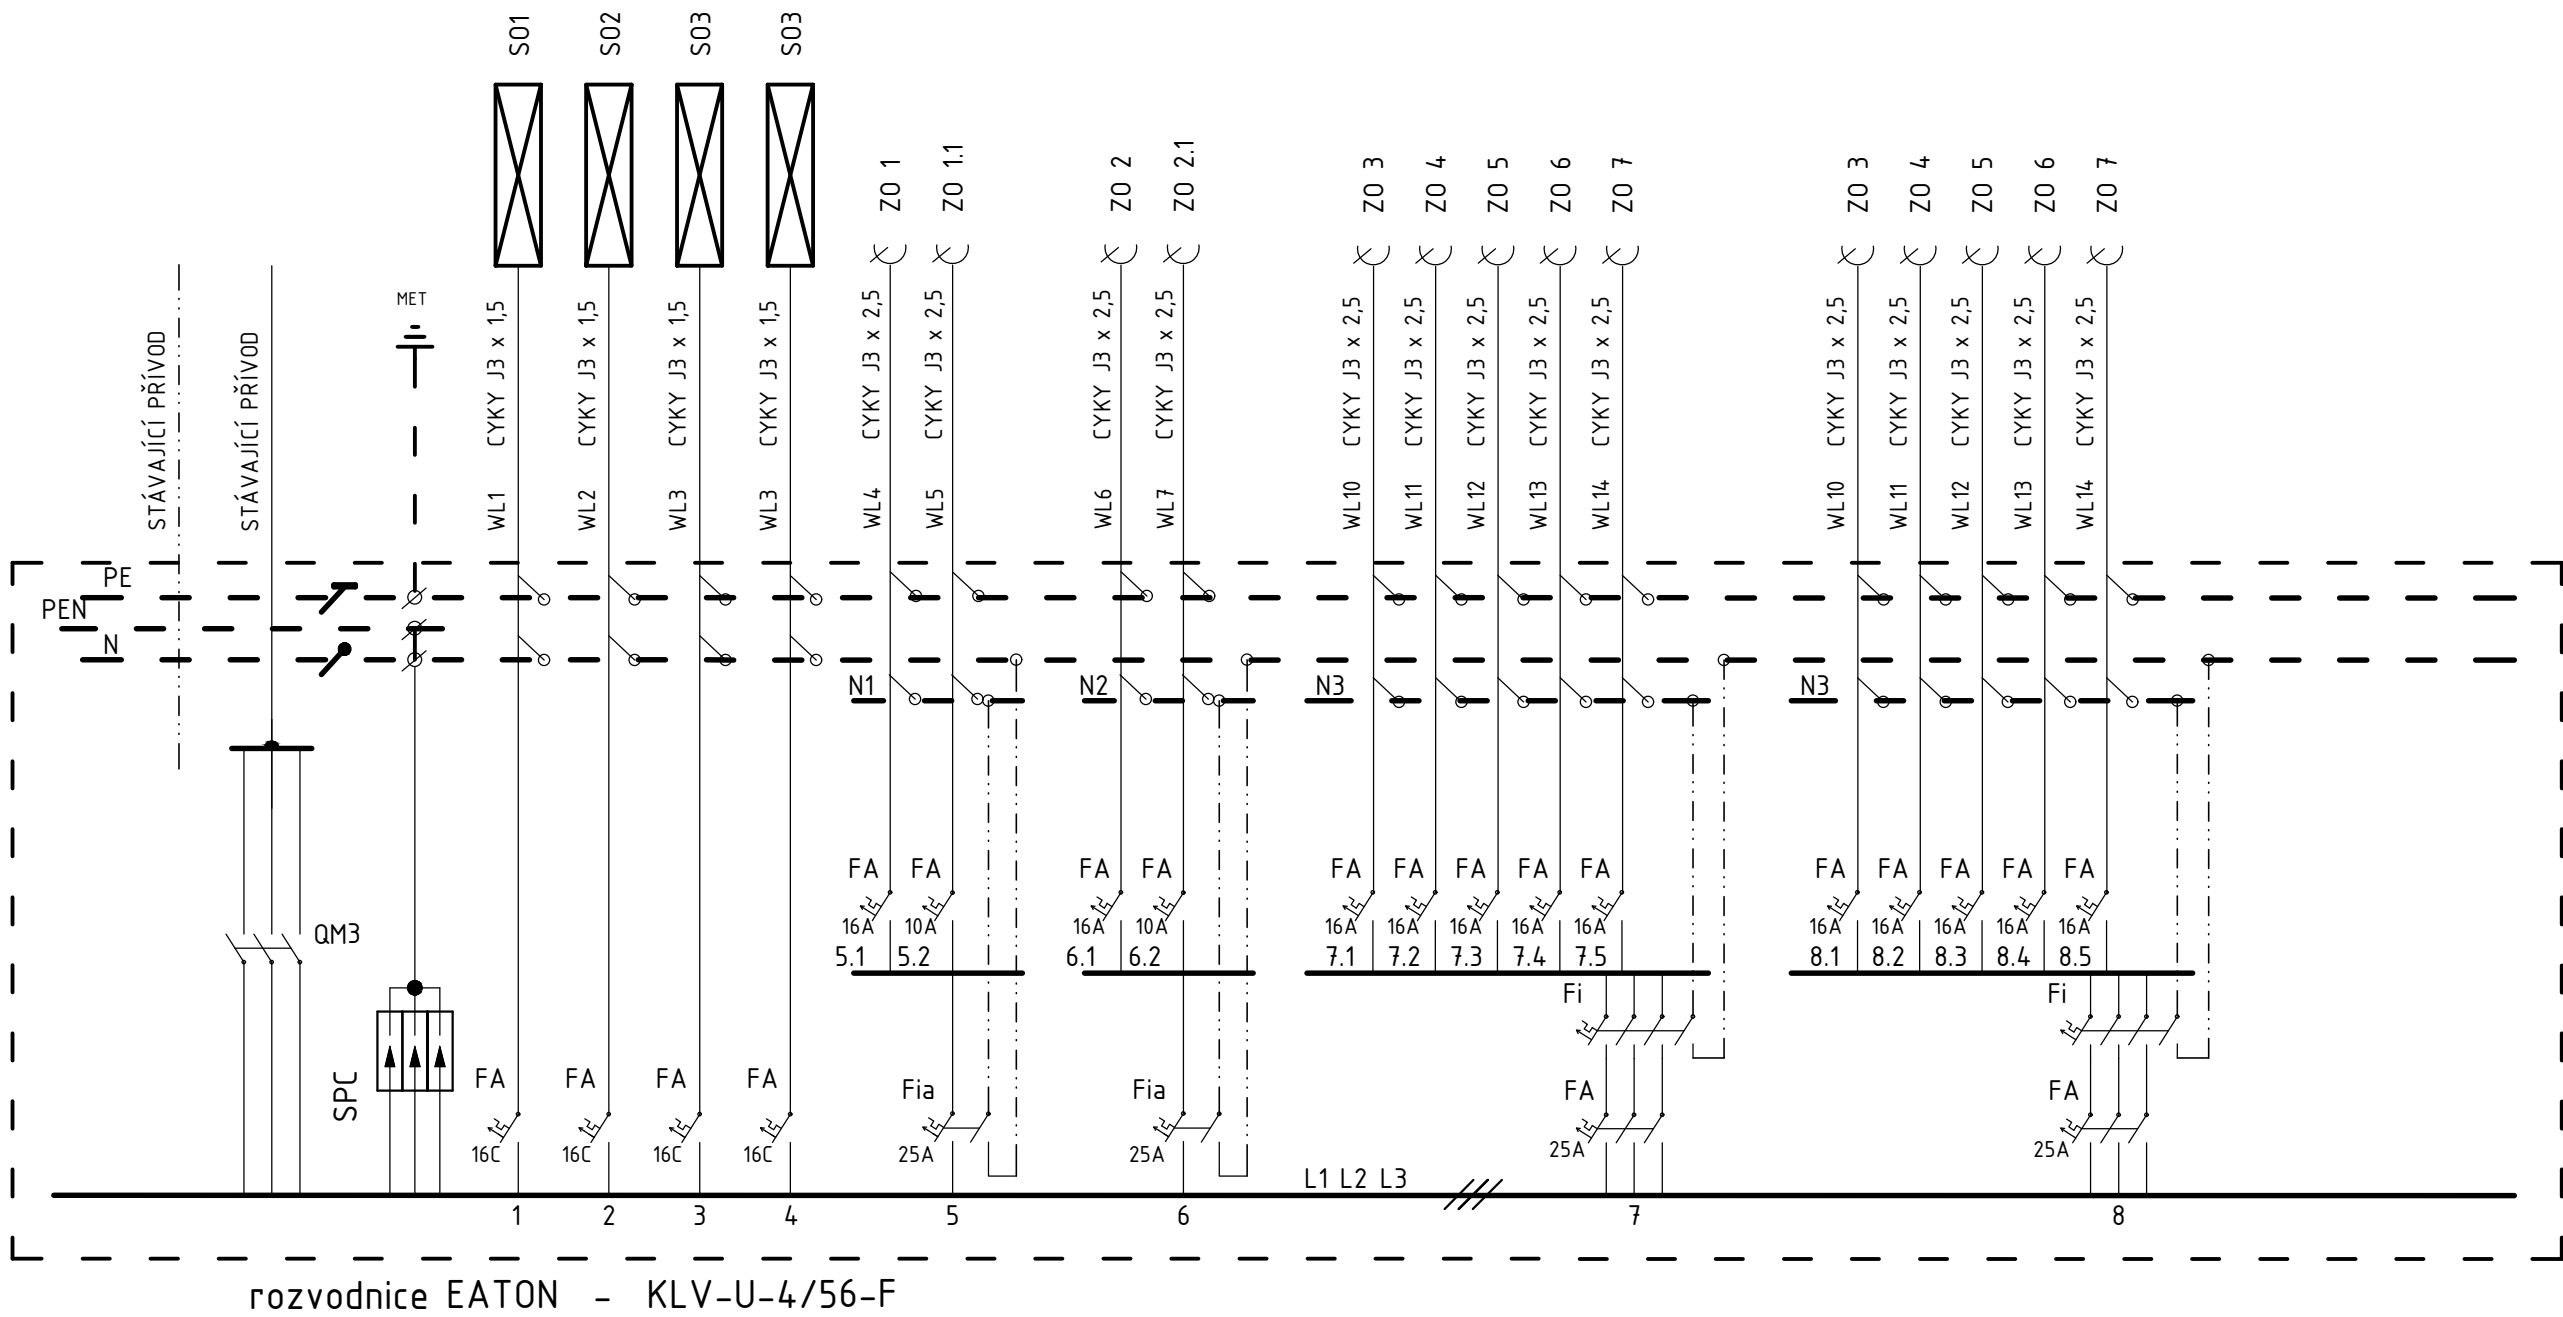 SO1
SO2
SO3
SO3
ZO 1
ZO 1.1
ZO 2
ZO 2.1
ZO 3
ZO 4
ZO 5
ZO 6
ZO 7
ZO 3
ZO 4
ZO 5
ZO 6
ZO 7
STÁVAJÍCÍ PŘÍVOD
STÁVAJÍCÍ PŘÍVOD
MET
WL1 CYKY J3 x 1,5
WL2 CYKY J3 x 1,5
WL3 CYKY J3 x 1,5
WL3 CYKY J3 x 1,5
WL4 CYKY J3 x 2,5
WL5 CYKY J3 x 2,5
WL6 CYKY J3 x 2,5
WL7 CYKY J3 x 2,5
WL10 CYKY J3 x 2,5
WL11 CYKY J3 x 2,5
WL12 CYKY J3 x 2,5
WL13 CYKY J3 x 2,5
WL14 CYKY J3 x 2,5
WL10 CYKY J3 x 2,5
WL11 CYKY J3 x 2,5
WL12 CYKY J3 x 2,5
WL13 CYKY J3 x 2,5
WL14 CYKY J3 x 2,5
PE
PEN
N
N1
N2
N3
N3
FA FA FA FA FA FA FA FA FA FA FA FA FA FA
16A 10A 16A 10A 16A 16A 16A 16A 16A 16A 16A 16A 16A 16A
QM3
5.1 5.2 6.1 6.2 7.1 7.2 7.3 7.4 7.5 8.1 8.2 8.3 8.4 8.5
Fi Fi
SPC
FA FA FA FA Fia Fia FA FA
16C 16C 16C 16C 25A 25A 25A 25A
L1 L2 L3
1 2 3 4 5 6 7 8
rozvodnice EATON - KLV-U-4/56-F